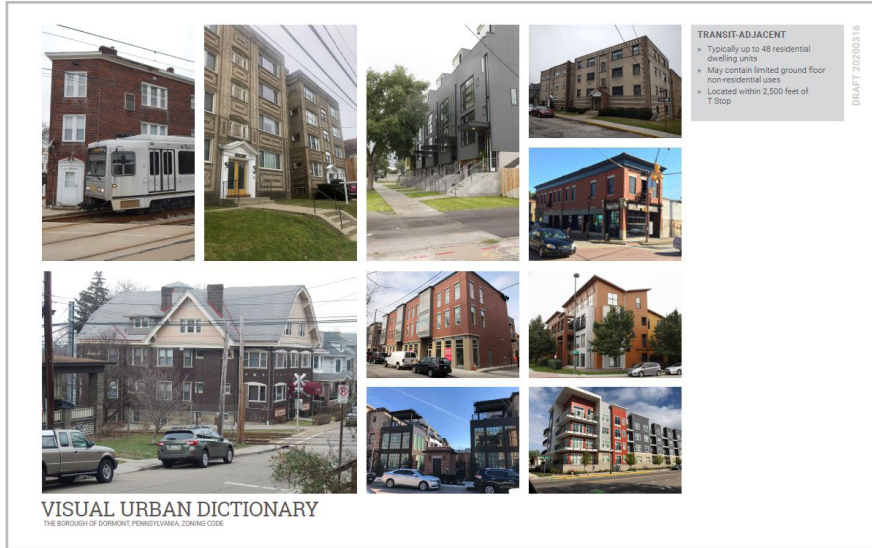 TRANSIT-ADJACENT
» Typically up to 48 residential
dwelling units
» May contain limited ground floor
non-residential uses
» Located within 2,500 feet of
T Stop
DRAFT 20200316
VISUAL URBAN DICTIONARY
THE BOROUGH OF DORMONT, PENNSYLVANIA, ZONING CODE